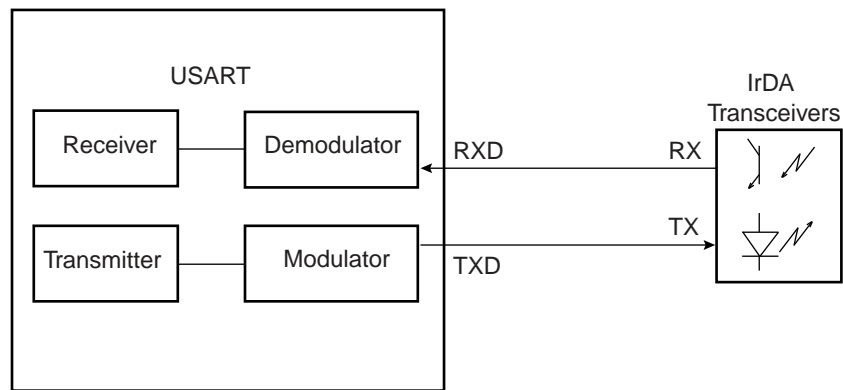 USART
IrDA
Transceivers
Receiver
Demodulator
RXD
RX
Transmitter
Modulator
TXD
TX